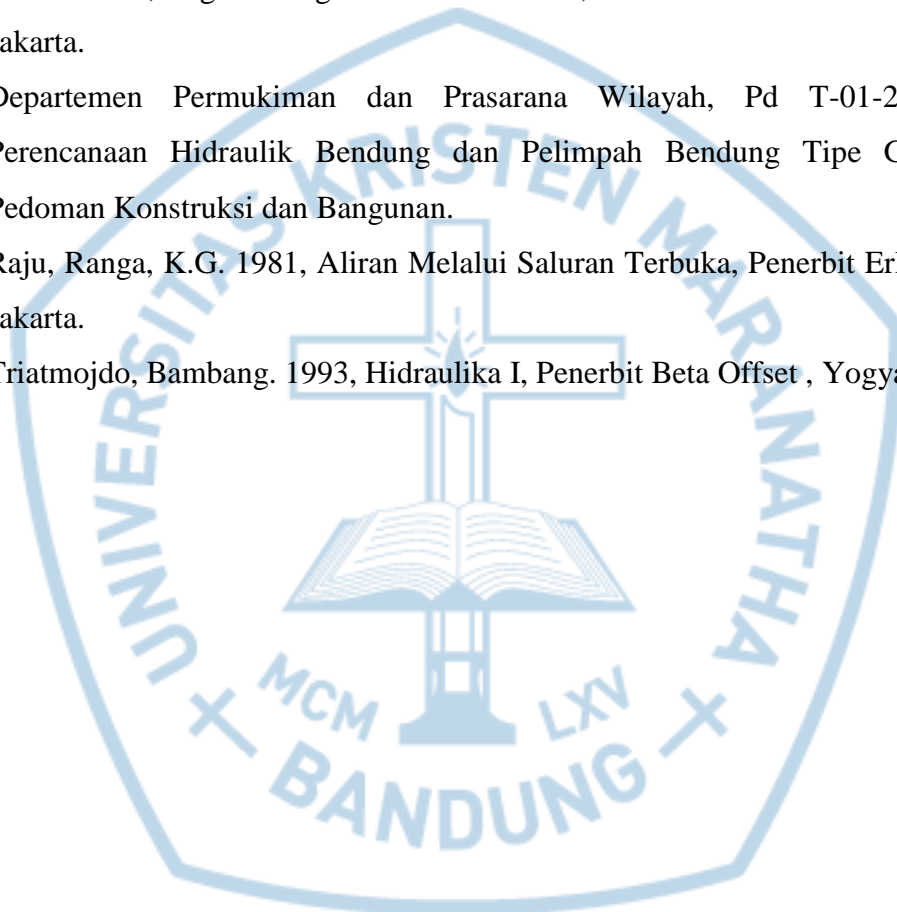 akarta.
Departemen Permukiman dan Prasarana Wilayah, Pd T-01-2
Perencanaan Hidraulik Bendung dan Pelimpah Bendung Tipe
Pedoman Konstruksi dan Bangunan.
Raju, Ranga, K.G. 1981, Aliran Melalui Saluran Terbuka, Penerbit Er
akarta.
Triatmojdo, Bambang. 1993, Hidraulika I, Penerbit Beta Offset , Yogya
UNIVERSITAS KRISTEN MARANATHA
MCM LXV
BANDUNG